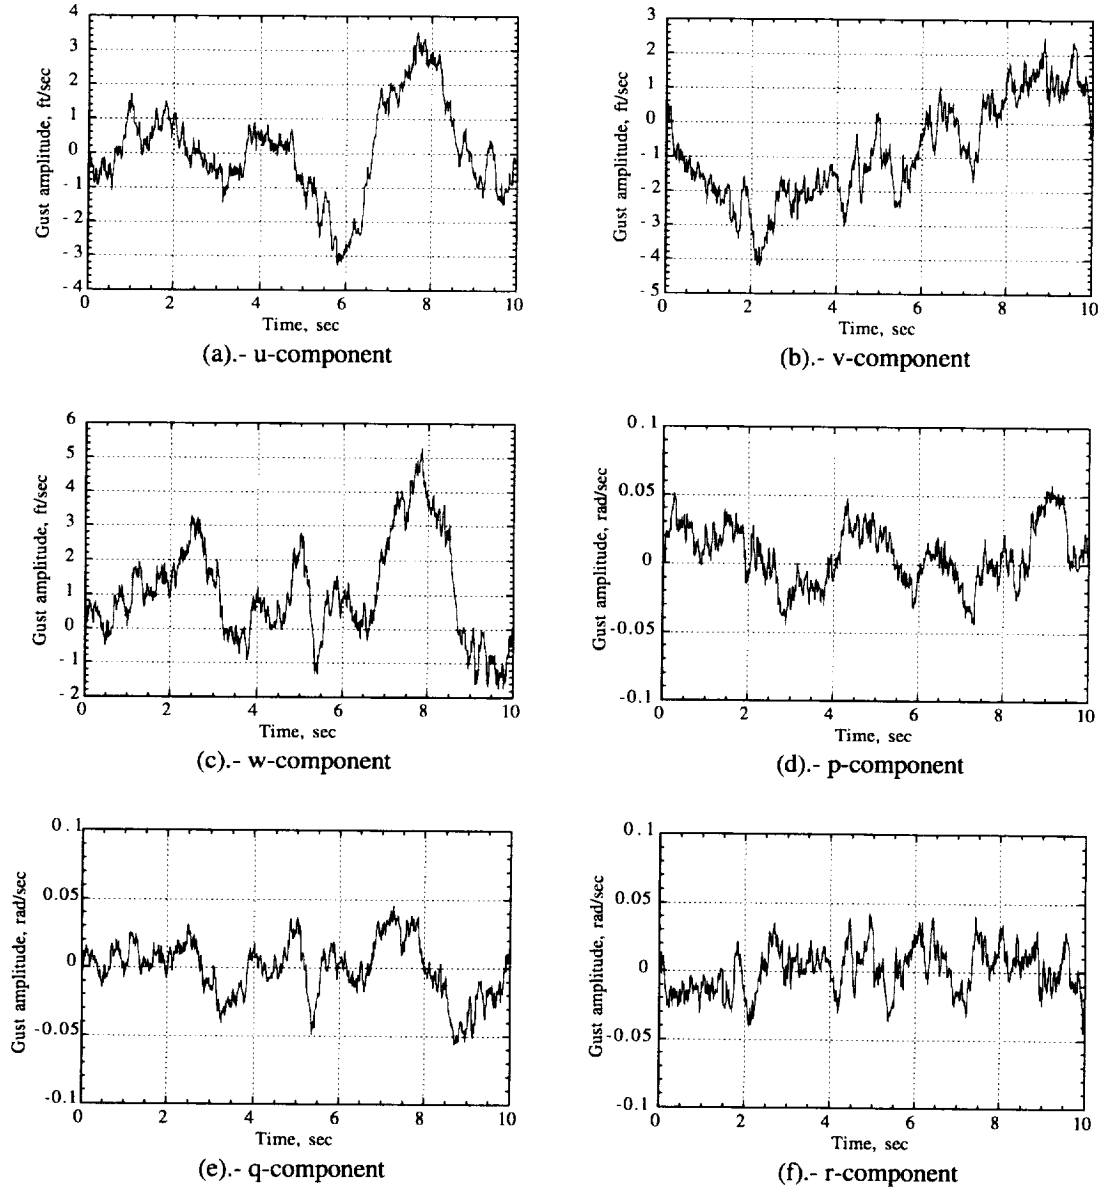 4
3
2
1
0
-1
-2
-3
-4
Gust amplitude, ft/sec
0 2 4 6 8 10
Time, sec
(a).- u-component
3
2
1
0
-1
-2
-3
-4
-5
Gust amplitude, ft/sec
0 2 4 6 8 10
Time, sec
(b).- v-component
6
5
4
3
2
1
0
-1
-2
Gust amplitude, ft/sec
0 2 4 6 8 10
Time, sec
(c).- w-component
0.1
0.05
0
-0.05
-0.1
Gust amplitude, rad/sec
0 2 4 6 8 10
Time, sec
(d).- p-component
0.1
0.05
0
-0.05
-0.1
Gust amplitude, rad/sec
0 2 4 6 8 10
Time, sec
(e).- q-component
0.1
0.05
0
-0.05
-0.1
Gust amplitude, rad/sec
0 2 4 6 8 10
Time, sec
(f).- r-component